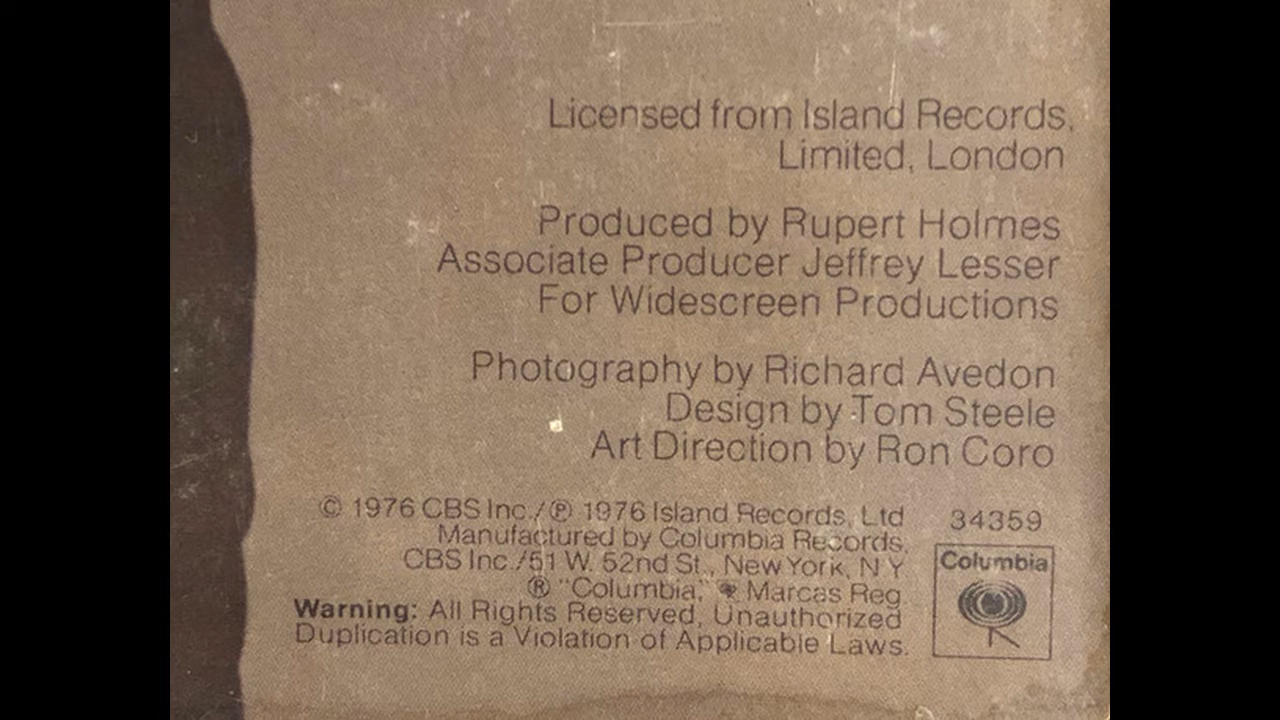 Licensed from Island Records,
Limited, London
Produced by Rupert Holmes
Associate Producer Jeffrey Lesser
For Widescreen Productions
Photography by Richard Avedon
Design by Tom Steele
Art Direction by Ron Coro
© 1976 CBS Inc./℗ 1976 Island Records, Ltd
Manufactured by Columbia Records,
CBS Inc./51 W. 52nd St., New York, N Y
® "Columbia," Marcas Reg
Warning: All Rights Reserved, Unauthorized
Duplication is a Violation of Applicable Laws.
34359
Columbia